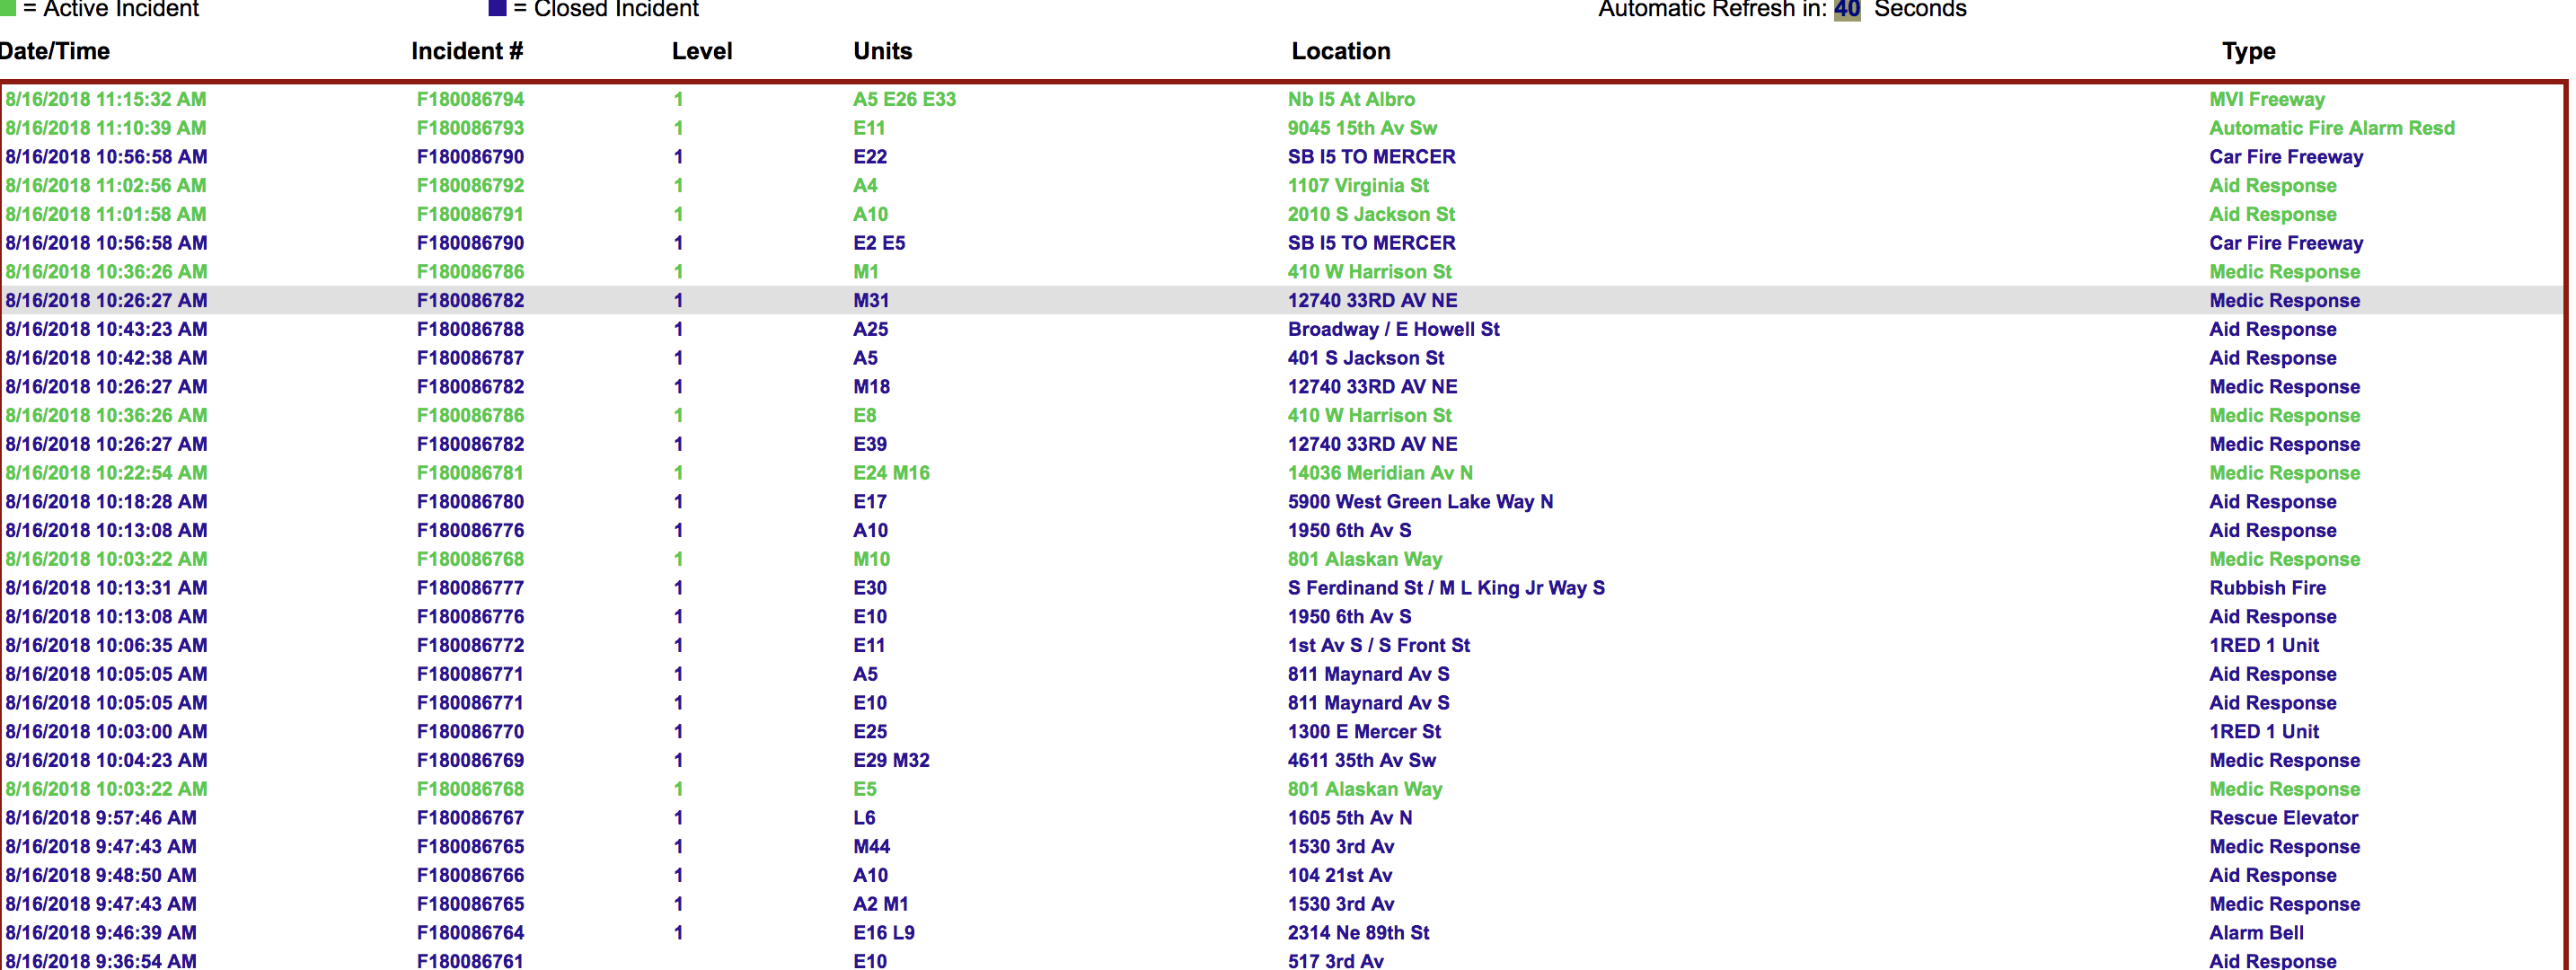 = Active Incident = Closed Incident Automatic Refresh in: 40 Seconds
Date/Time Incident # Level Units Location Type
8/16/2018 11:15:32 AM F180086794 1 A5 E26 E33 Nb I5 At Albro MVI Freeway
8/16/2018 11:10:39 AM F180086793 1 E11 9045 15th Av Sw Automatic Fire Alarm Resd
8/16/2018 10:56:58 AM F180086790 1 E22 SB I5 TO MERCER Car Fire Freeway
8/16/2018 11:02:56 AM F180086792 1 A4 1107 Virginia St Aid Response
8/16/2018 11:01:58 AM F180086791 1 A10 2010 S Jackson St Aid Response
8/16/2018 10:56:58 AM F180086790 1 E2 E5 SB I5 TO MERCER Car Fire Freeway
8/16/2018 10:36:26 AM F180086786 1 M1 410 W Harrison St Medic Response
8/16/2018 10:26:27 AM F180086782 1 M31 12740 33RD AV NE Medic Response
8/16/2018 10:43:23 AM F180086788 1 A25 Broadway / E Howell St Aid Response
8/16/2018 10:42:38 AM F180086787 1 A5 401 S Jackson St Aid Response
8/16/2018 10:26:27 AM F180086782 1 M18 12740 33RD AV NE Medic Response
8/16/2018 10:36:26 AM F180086786 1 E8 410 W Harrison St Medic Response
8/16/2018 10:26:27 AM F180086782 1 E39 12740 33RD AV NE Medic Response
8/16/2018 10:22:54 AM F180086781 1 E24 M16 14036 Meridian Av N Medic Response
8/16/2018 10:18:28 AM F180086780 1 E17 5900 West Green Lake Way N Aid Response
8/16/2018 10:13:08 AM F180086776 1 A10 1950 6th Av S Aid Response
8/16/2018 10:03:22 AM F180086768 1 M10 801 Alaskan Way Medic Response
8/16/2018 10:13:31 AM F180086777 1 E30 S Ferdinand St / M L King Jr Way S Rubbish Fire
8/16/2018 10:13:08 AM F180086776 1 E10 1950 6th Av S Aid Response
8/16/2018 10:06:35 AM F180086772 1 E11 1st Av S / S Front St 1RED 1 Unit
8/16/2018 10:05:05 AM F180086771 1 A5 811 Maynard Av S Aid Response
8/16/2018 10:05:05 AM F180086771 1 E10 811 Maynard Av S Aid Response
8/16/2018 10:03:00 AM F180086770 1 E25 1300 E Mercer St 1RED 1 Unit
8/16/2018 10:04:23 AM F180086769 1 E29 M32 4611 35th Av Sw Medic Response
8/16/2018 10:03:22 AM F180086768 1 E5 801 Alaskan Way Medic Response
8/16/2018 9:57:46 AM F180086767 1 L6 1605 5th Av N Rescue Elevator
8/16/2018 9:47:43 AM F180086765 1 M44 1530 3rd Av Medic Response
8/16/2018 9:48:50 AM F180086766 1 A10 104 21st Av Aid Response
8/16/2018 9:47:43 AM F180086765 1 A2 M1 1530 3rd Av Medic Response
8/16/2018 9:46:39 AM F180086764 1 E16 L9 2314 Ne 89th St Alarm Bell
8/16/2018 9:36:54 AM F180086761 E10 517 3rd Av Aid Response